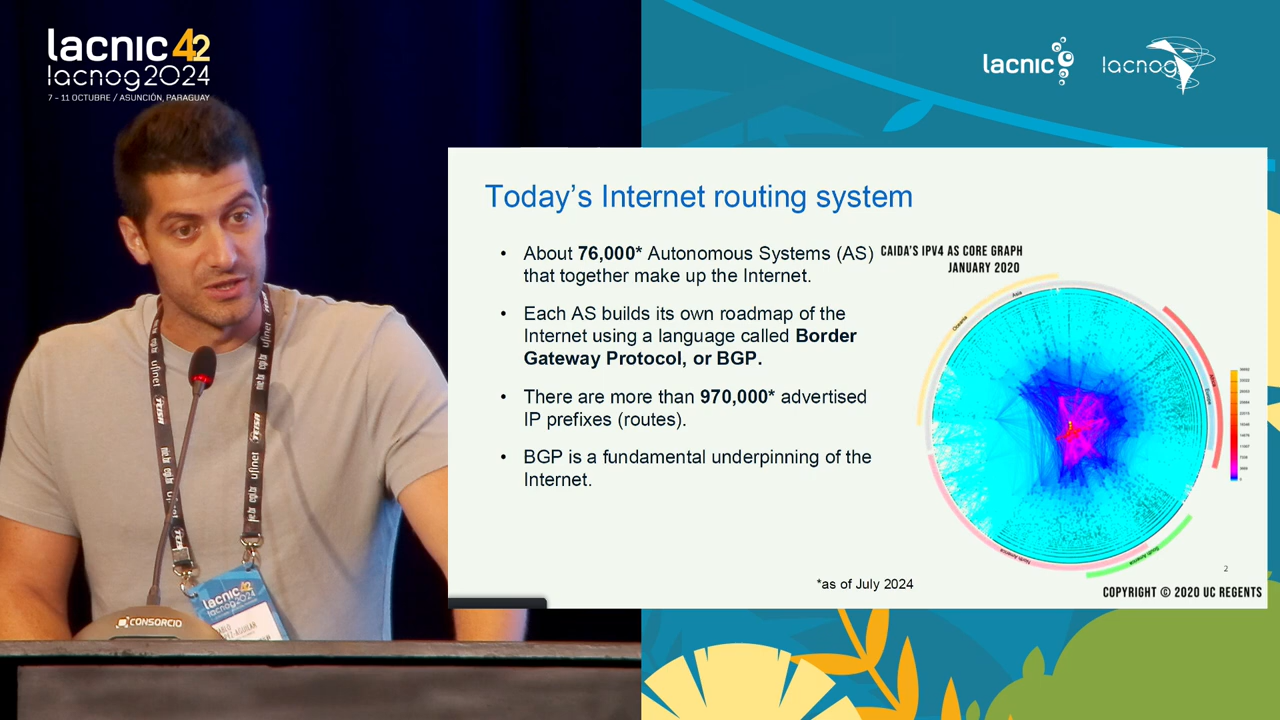 lacnic 42
lacnog2024
7 - 11 OCTUBRE / ASUNCIÓN, PARAGUAY
lacnic
lacnog
Today's Internet routing system
• About 76,000* Autonomous Systems (AS)
that together make up the Internet.
• Each AS builds its own roadmap of the
Internet using a language called Border
Gateway Protocol, or BGP.
• There are more than 970,000* advertised
IP prefixes (routes).
• BGP is a fundamental underpinning of the
Internet.
CAIDA'S IPV4 AS CORE GRAPH
JANUARY 2020
Asia
Oceania
Africa
Europe
North America
South America
*as of July 2024
2
COPYRIGHT © 2020 UC REGENTS
ufinet
lacnic 42
lacnog2024
CONSORCIO